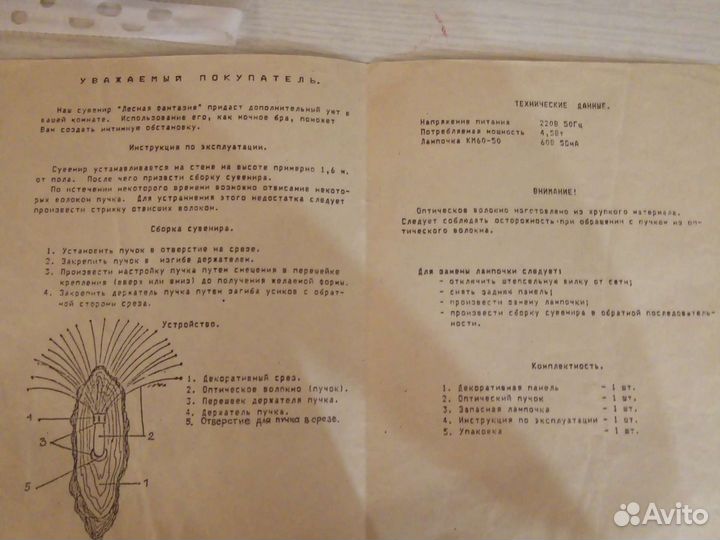 УВАЖАЕМЫЙ ПОКУПАТЕЛЬ.
Наш сувенир "Лесная фантазия" придаст дополнительный уют в
вашей комнате. Использование его, как ночное бра, поможет
Вам создать интимную обстановку.
Инструкция по эксплуатации.
Сувенир устанавливается на стене на высоте примерно 1,6 м.
от пола. После чего привести сборку сувенира.
По истечении некоторого времени возможно отвисание некото-
рых волокон пучка. Для устранения этого недостатка следует
произвести стрижку отвисших волокон.
Сборка сувенира.
1. Установить пучок в отверстие на срезе.
2. Закрепить пучок в изгибе держателем.
3. Произвести настройку пучка путем смещения в перешейке
крепления (вверх или вниз) до получения желаемой формы.
4. Закрепить держатель пучка путем загиба усиков с обрат-
ной стороны среза.
Устройство.
1. Декоративный срез.
2. Оптическое волокно (пучок).
3. Перешеек держателя пучка.
4. Держатель пучка.
5. Отверстие для пучка в срезе.
4
3
2
5
1
ТЕХНИЧЕСКИЕ ДАННЫЕ.
Напряжение питания 220В 50Гц
Потребляемая мощность 4,5Вт
Лампочка КМ60-50 60В 50мА
ВНИМАНИЕ!
Оптическое волокно изготовлено из хрупкого материала.
Следует соблюдать осторожность при обращении с пучком из оп-
тического волокна.
Для замены лампочки следует:
- отключить штепсельную вилку от сети;
- снять заднюю панель;
- произвести замену лампочки;
- произвести сборку сувенира в обратной последователь-
ности.
Комплектность.
1. Декоративная панель - 1 шт.
2. Оптический пучок - 1 шт.
3. Запасная лампочка - 1 шт.
4. Инструкция по эксплуатации - 1 шт.
5. Упаковка - 1 шт.
Avito